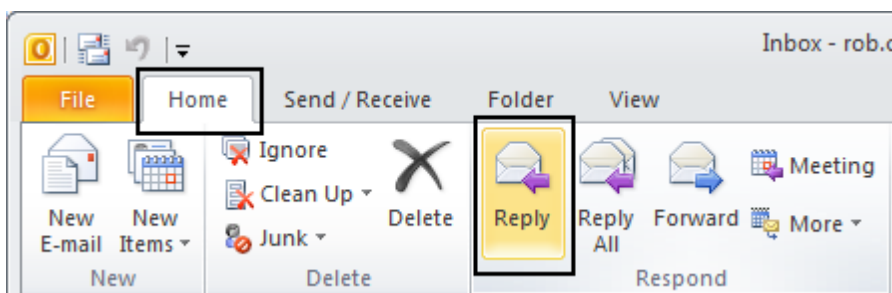 Inbox - rob.
File Home Send / Receive Folder View
Ignore
Clean Up
Junk
New E-mail
New Items
Delete
Reply
Reply All
Forward
Meeting
More
New Delete Respond